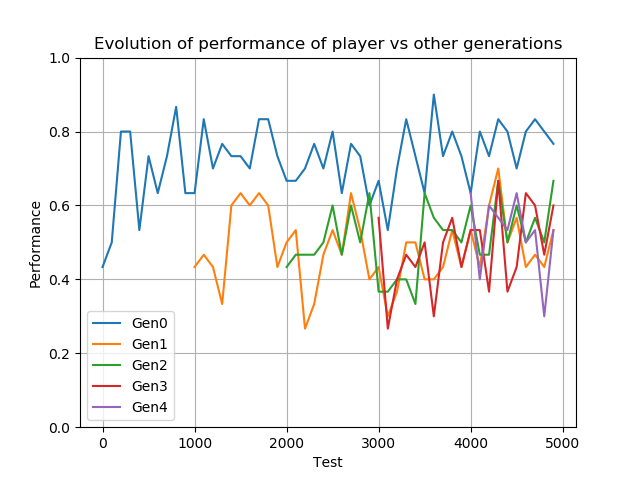 Evolution of performance of player vs other generations
1.0
0.8
0.6
0.4
0.2
0.0
Performance
Gen0
Gen1
Gen2
Gen3
Gen4
0 1000 2000 3000 4000 5000
Test